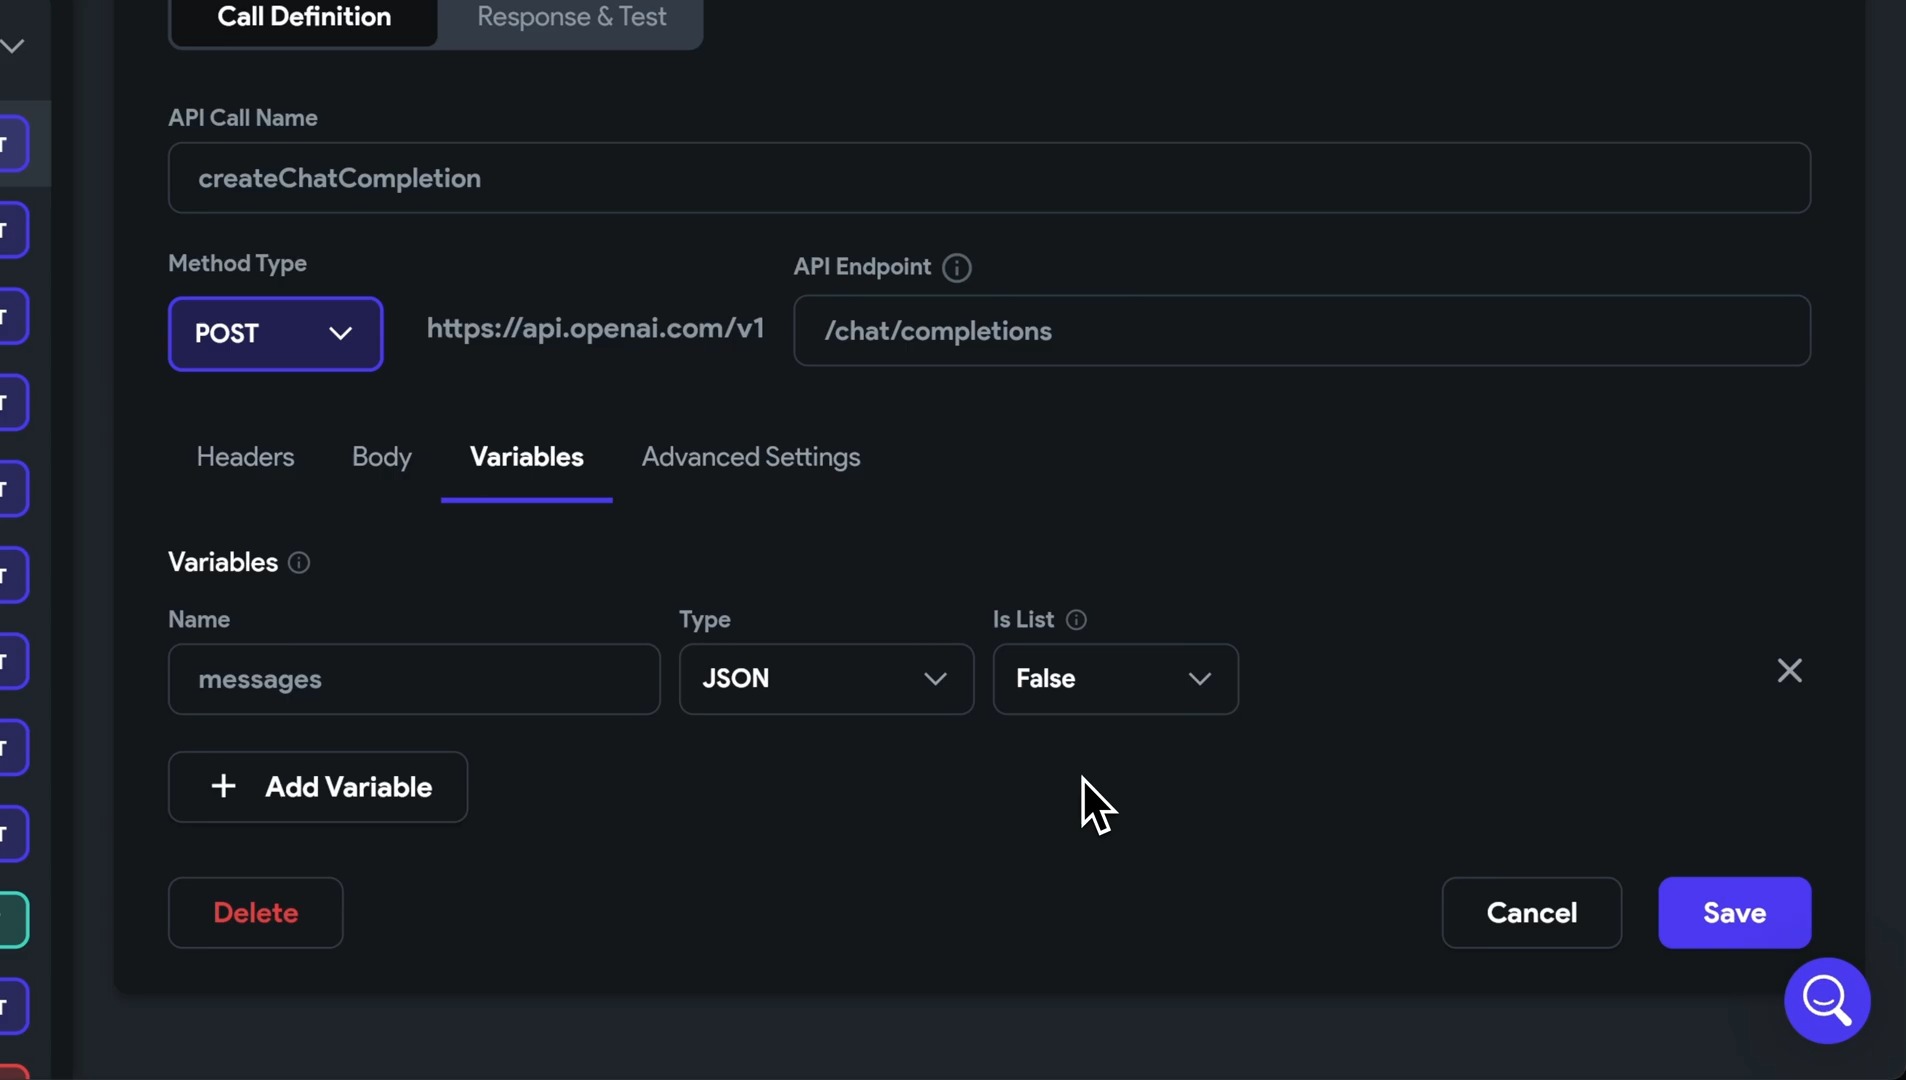 Call Definition
Response & Test
API Call Name
createChatCompletion
Method Type
API Endpoint
POST
https://api.openai.com/v1
/chat/completions
Headers
Body
Variables
Advanced Settings
Variables
Name
Type
Is List
messages
JSON
False
+ Add Variable
Delete
Cancel
Save